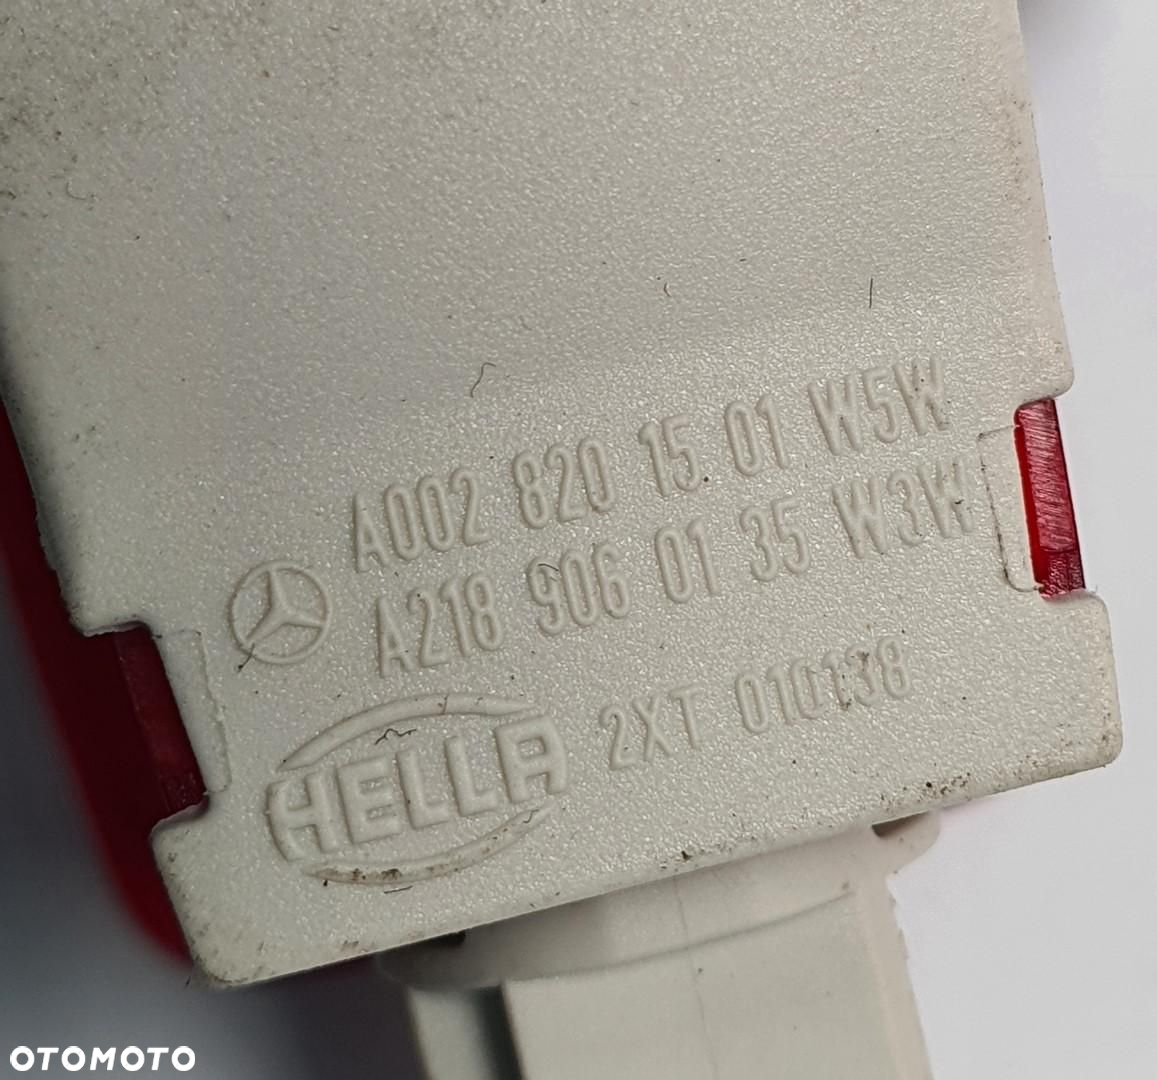 A002 820 15 01 W5W
A218 906 01 35 W3W
HELLA 2XT 010138
OTOMOTO